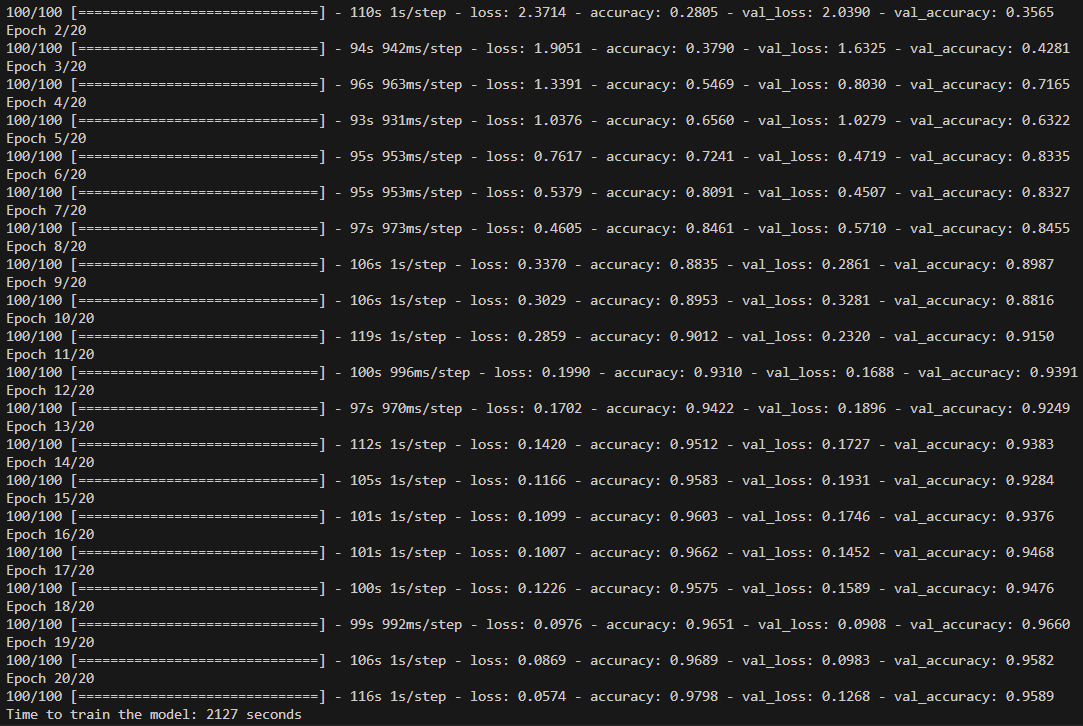 100/100 [==============================] - 110s 1s/step - loss: 2.3714 - accuracy: 0.2805 - val_loss: 2.0390 - val_accuracy: 0.3565
Epoch 2/20
100/100 [==============================] - 94s 942ms/step - loss: 1.9051 - accuracy: 0.3790 - val_loss: 1.6325 - val_accuracy: 0.4281
Epoch 3/20
100/100 [==============================] - 96s 963ms/step - loss: 1.3391 - accuracy: 0.5469 - val_loss: 0.8030 - val_accuracy: 0.7165
Epoch 4/20
100/100 [==============================] - 93s 931ms/step - loss: 1.0376 - accuracy: 0.6560 - val_loss: 1.0279 - val_accuracy: 0.6322
Epoch 5/20
100/100 [==============================] - 95s 953ms/step - loss: 0.7617 - accuracy: 0.7241 - val_loss: 0.4719 - val_accuracy: 0.8335
Epoch 6/20
100/100 [==============================] - 95s 953ms/step - loss: 0.5379 - accuracy: 0.8091 - val_loss: 0.4507 - val_accuracy: 0.8327
Epoch 7/20
100/100 [==============================] - 97s 973ms/step - loss: 0.4605 - accuracy: 0.8461 - val_loss: 0.5710 - val_accuracy: 0.8455
Epoch 8/20
100/100 [==============================] - 106s 1s/step - loss: 0.3370 - accuracy: 0.8835 - val_loss: 0.2861 - val_accuracy: 0.8987
Epoch 9/20
100/100 [==============================] - 106s 1s/step - loss: 0.3029 - accuracy: 0.8953 - val_loss: 0.3281 - val_accuracy: 0.8816
Epoch 10/20
100/100 [==============================] - 119s 1s/step - loss: 0.2859 - accuracy: 0.9012 - val_loss: 0.2320 - val_accuracy: 0.9150
Epoch 11/20
100/100 [==============================] - 100s 996ms/step - loss: 0.1990 - accuracy: 0.9310 - val_loss: 0.1688 - val_accuracy: 0.9391
Epoch 12/20
100/100 [==============================] - 97s 970ms/step - loss: 0.1702 - accuracy: 0.9422 - val_loss: 0.1896 - val_accuracy: 0.9249
Epoch 13/20
100/100 [==============================] - 112s 1s/step - loss: 0.1420 - accuracy: 0.9512 - val_loss: 0.1727 - val_accuracy: 0.9383
Epoch 14/20
100/100 [==============================] - 105s 1s/step - loss: 0.1166 - accuracy: 0.9583 - val_loss: 0.1931 - val_accuracy: 0.9284
Epoch 15/20
100/100 [==============================] - 101s 1s/step - loss: 0.1099 - accuracy: 0.9603 - val_loss: 0.1746 - val_accuracy: 0.9376
Epoch 16/20
100/100 [==============================] - 101s 1s/step - loss: 0.1007 - accuracy: 0.9662 - val_loss: 0.1452 - val_accuracy: 0.9468
Epoch 17/20
100/100 [==============================] - 100s 1s/step - loss: 0.1226 - accuracy: 0.9575 - val_loss: 0.1589 - val_accuracy: 0.9476
Epoch 18/20
100/100 [==============================] - 99s 992ms/step - loss: 0.0976 - accuracy: 0.9651 - val_loss: 0.0908 - val_accuracy: 0.9660
Epoch 19/20
100/100 [==============================] - 106s 1s/step - loss: 0.0869 - accuracy: 0.9689 - val_loss: 0.0983 - val_accuracy: 0.9582
Epoch 20/20
100/100 [==============================] - 116s 1s/step - loss: 0.0574 - accuracy: 0.9798 - val_loss: 0.1268 - val_accuracy: 0.9589
Time to train the model: 2127 seconds